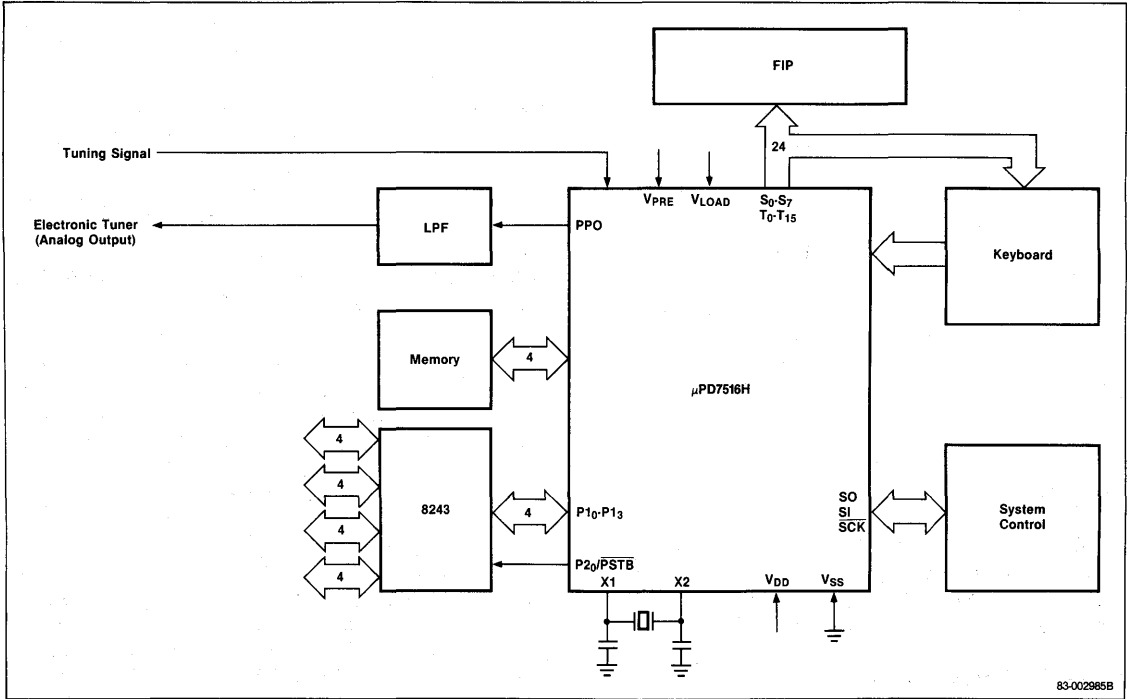 FIP
24
Tuning Signal
VPRE
VLOAD
S0-S7
T0-T15
Electronic Tuner
(Analog Output)
LPF
PPO
Keyboard
Memory
4
μPD7516H
4
4
4
4
8243
4
P10-P13
P20/PSTB
SO
SI
SCK
System
Control
X1
X2
VDD
VSS
83-002985B